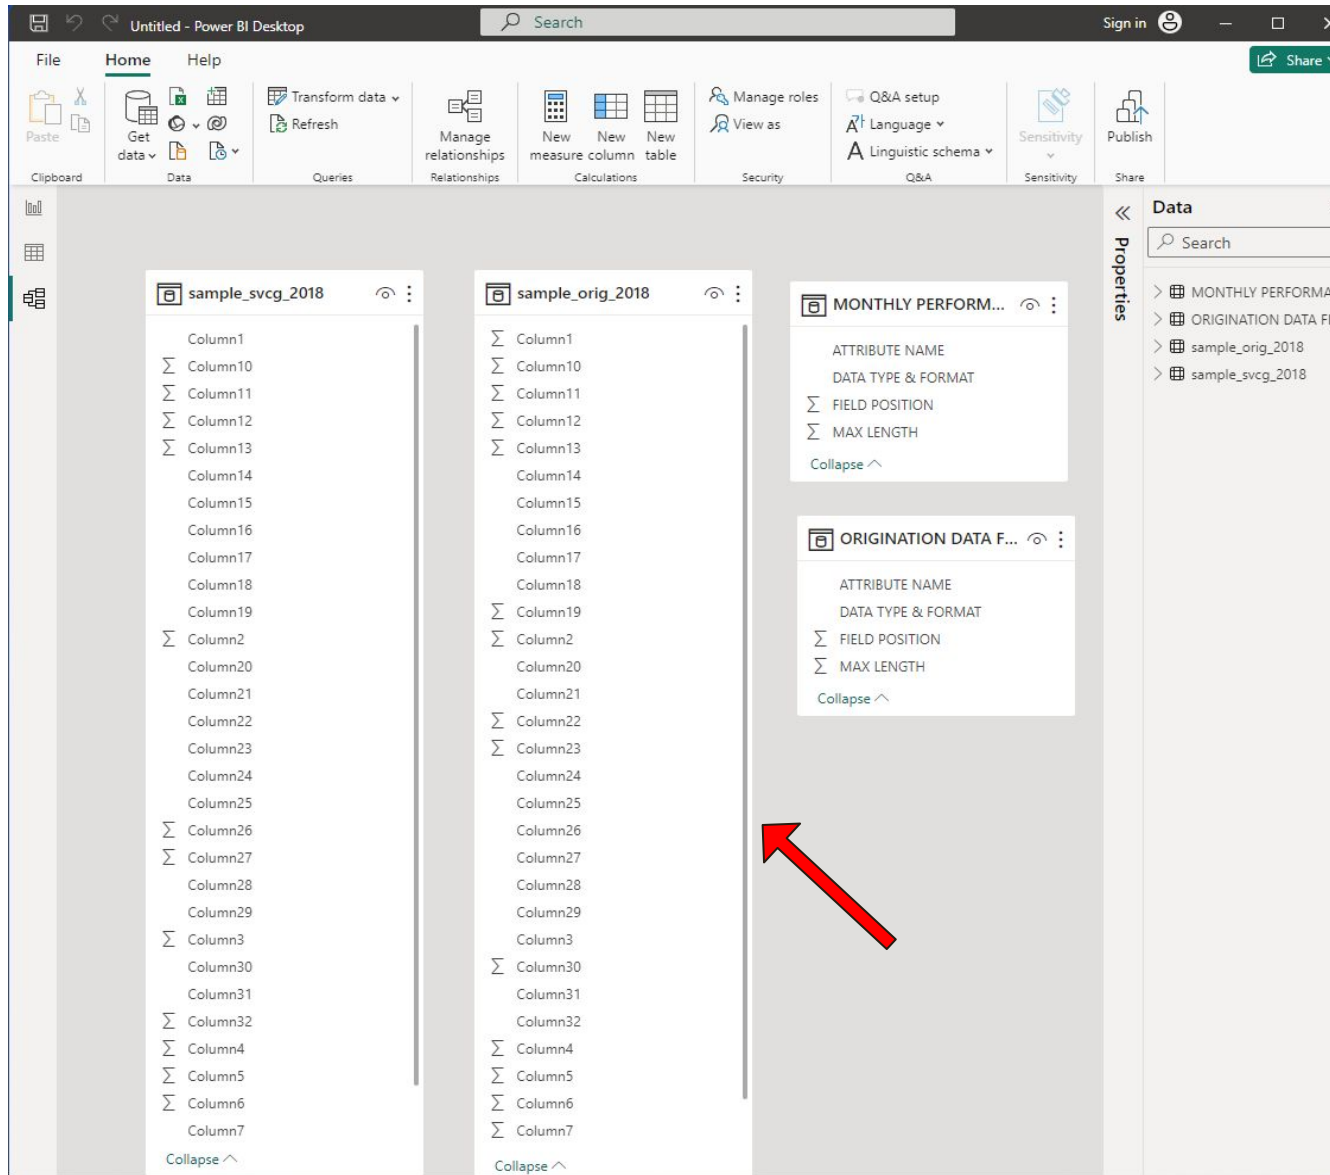 Untitled - Power BI Desktop
Search
Sign in
File Home Help
Share
Paste
Get data
Transform data
Refresh
Manage relationships
New measure
New column
New table
Manage roles
View as
Q&A setup
Language
Linguistic schema
Sensitivity
Publish
Clipboard Data Queries Relationships Calculations Security Q&A Sensitivity Share
sample_svcg_2018
Column1
Column10
Column11
Column12
Column13
Column14
Column15
Column16
Column17
Column18
Column19
Column2
Column20
Column21
Column22
Column23
Column24
Column25
Column26
Column27
Column28
Column29
Column3
Column30
Column31
Column32
Column4
Column5
Column6
Column7
Collapse
sample_orig_2018
Column1
Column10
Column11
Column12
Column13
Column14
Column15
Column16
Column17
Column18
Column19
Column2
Column20
Column21
Column22
Column23
Column24
Column25
Column26
Column27
Column28
Column29
Column3
Column30
Column31
Column32
Column4
Column5
Column6
Column7
Collapse
MONTHLY PERFORM...
ATTRIBUTE NAME
DATA TYPE & FORMAT
FIELD POSITION
MAX LENGTH
Collapse
ORIGINATION DATA F...
ATTRIBUTE NAME
DATA TYPE & FORMAT
FIELD POSITION
MAX LENGTH
Collapse
Properties
Data
Search
MONTHLY PERFORMA
ORIGINATION DATA FI
sample_orig_2018
sample_svcg_2018